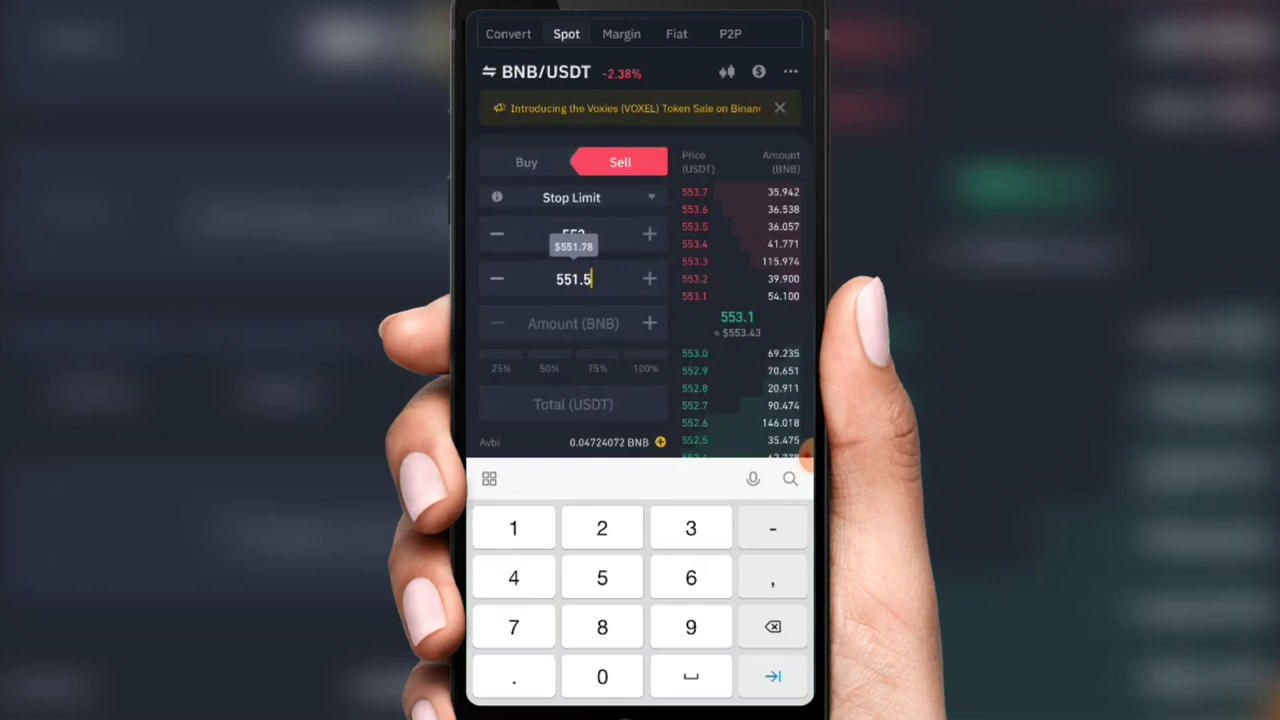 Convert Spot Margin Fiat P2P
BNB/USDT -2.38%
Introducing the Voxies (VOXEL) Token Sale on Binan
Buy Sell
Stop Limit
$551.78
551.5
Amount (BNB)
25% 50% 75% 100%
Total (USDT)
Avbl 0.04724072 BNB
Price Amount
(USDT) (BNB)
553.7 35.942
553.6 36.538
553.5 36.057
553.4 41.771
553.3 115.974
553.2 39.900
553.1 54.100
553.1
≈ $553.43
553.0 69.235
552.9 70.651
552.8 20.911
552.7 90.474
552.6 146.018
552.5 35.475
1 2 3 -
4 5 6 ,
7 8 9
. 0